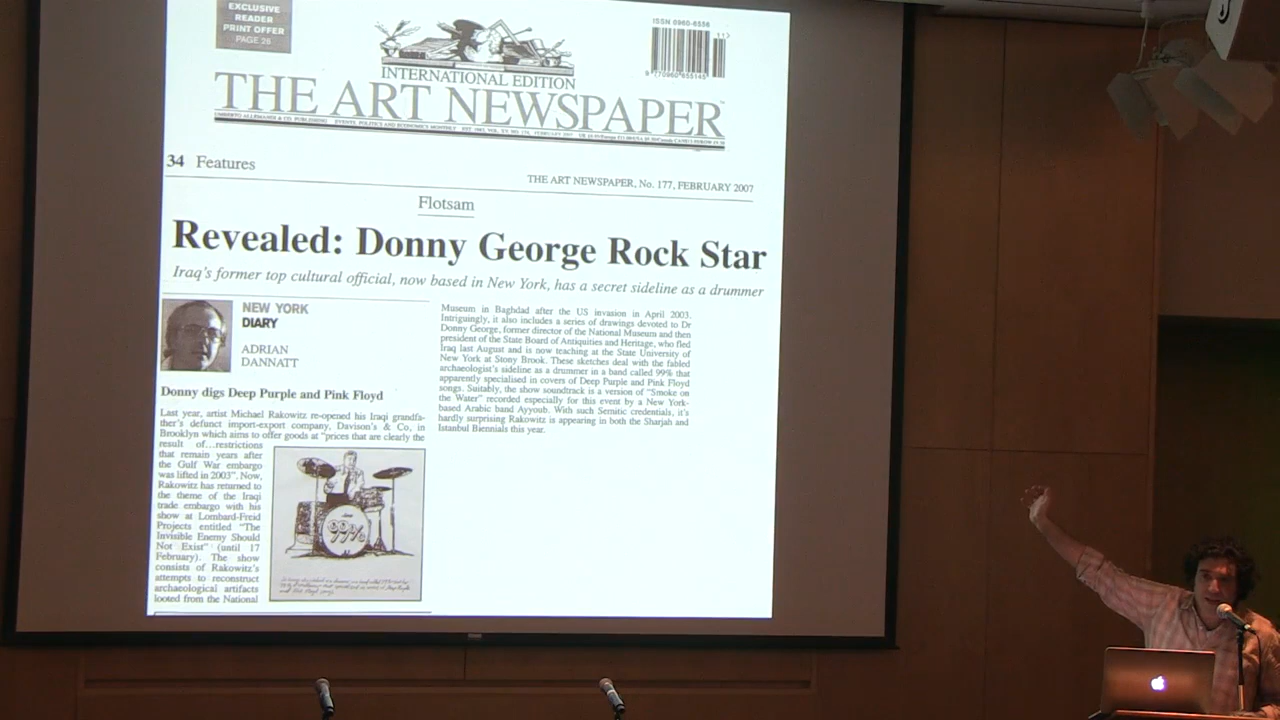 EXCLUSIVE
READER
PRINT OFFER
PAGE 26
ISSN 0960-6556
INTERNATIONAL EDITION
THE ART NEWSPAPER
34 Features
THE ART NEWSPAPER, No. 177, FEBRUARY 2007
Flotsam
Revealed: Donny George Rock Star
Iraq's former top cultural official, now based in New York, has a secret sideline as a drummer
NEW YORK
DIARY
ADRIAN
DANNATT
Donny digs Deep Purple and Pink Floyd
Last year, artist Michael Rakowitz re-opened his Iraqi grandfa-
ther's defunct import-export company, Davison's & Co, in
Brooklyn which aims to offer goods at "prices that are clearly the
result of...restrictions
that remain years after
the Gulf War embargo
was lifted in 2003". Now,
Rakowitz has returned to
the theme of the Iraqi
trade embargo with his
show at Lombard-Freid
Projects entitled "The
Invisible Enemy Should
Not Exist" (until 17
February). The show
consists of Rakowitz's
attempts to reconstruct
archaeological artifacts
looted from the National
99%
Museum in Baghdad after the US invasion in April 2003.
Intriguingly, it also includes a series of drawings devoted to Dr
Donny George, former director of the National Museum and then
president of the State Board of Antiquities and Heritage, who fled
Iraq last August and is now teaching at the State University of
New York at Stony Brook. These sketches deal with the fabled
archaeologist's sideline as a drummer in a band called 99% that
apparently specialised in covers of Deep Purple and Pink Floyd
songs. Suitably, the show soundtrack is a version of "Smoke on
the Water" recorded especially for this event by a New York-
based Arabic band Ayyoub. With such Semitic credentials, it's
hardly surprising Rakowitz is appearing in both the Sharjah and
Istanbul Biennials this year.